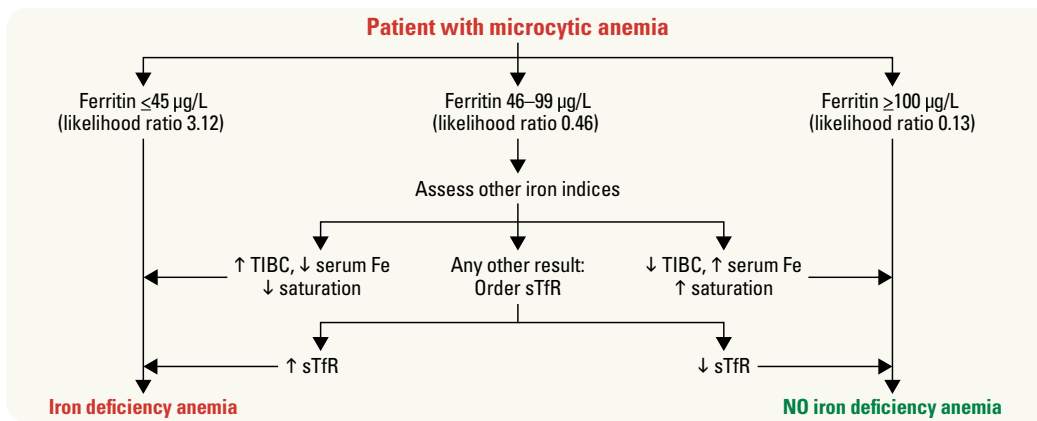 Patient with microcytic anemia
Ferritin ≤45 µg/L
(likelihood ratio 3.12)
Ferritin 46–99 µg/L
(likelihood ratio 0.46)
Ferritin ≥100 µg/L
(likelihood ratio 0.13)
Assess other iron indices
↑ TIBC, ↓ serum Fe
↓ saturation
Any other result:
Order sTfR
↓ TIBC, ↑ serum Fe
↑ saturation
↑ sTfR
↓ sTfR
Iron deficiency anemia
NO iron deficiency anemia